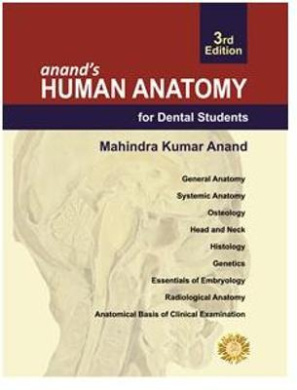 3rd
Edition
anand's
HUMAN ANATOMY
for Dental Students
Mahindra Kumar Anand
General Anatomy
Systemic Anatomy
Osteology
Head and Neck
Histology
Genetics
Essentials of Embryology
Radiological Anatomy
Anatomical Basis of Clinical Examination